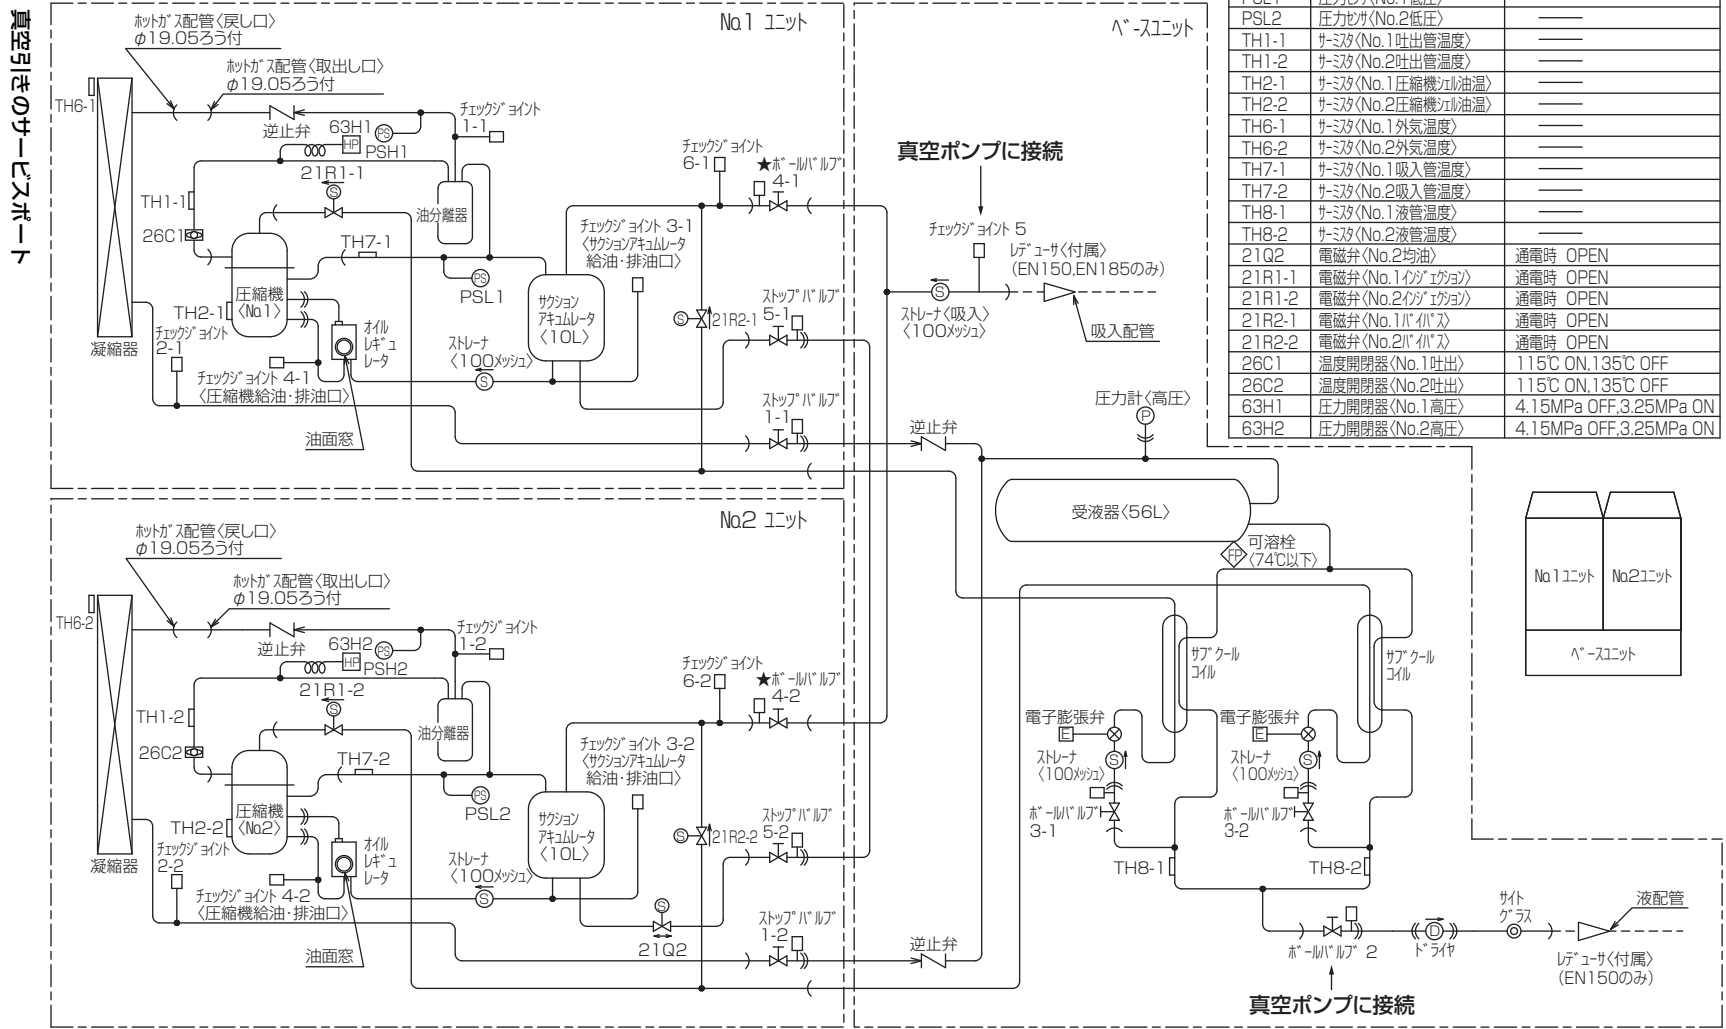 真空引きのサービスポート
No.1 ユニット
ホットガス配管〈戻し口〉
φ19.05ろう付
ホットガス配管〈取出し口〉
φ19.05ろう付
TH6-1
逆止弁
63H1
PS
HP
PSH1
チェックジョイント
1-1
21R1-1
S
TH1-1
26C1
油分離器
TH7-1
PS
PSL1
圧縮機
〈No.1〉
TH2-1
凝縮器
チェックジョイント
2-1
オイル
レギュ
レータ
チェックジョイント 4-1
〈圧縮機給油・排油口〉
油面窓
ストレーナ
〈100メッシュ〉
S
サクション
アキュムレータ
〈10L〉
チェックジョイント 3-1
〈サクションアキュムレータ
給油・排油口〉
チェックジョイント
6-1
★ボールバルブ
4-1
S
21R2-1
ストップバルブ
5-1
ストップバルブ
1-1
No.2 ユニット
ホットガス配管〈戻し口〉
φ19.05ろう付
ホットガス配管〈取出し口〉
φ19.05ろう付
TH6-2
逆止弁
63H2
PS
HP
PSH2
チェックジョイント
1-2
21R1-2
S
TH1-2
26C2
油分離器
TH7-2
PS
PSL2
圧縮機
〈No.2〉
TH2-2
凝縮器
チェックジョイント
2-2
オイル
レギュ
レータ
チェックジョイント 4-2
〈圧縮機給油・排油口〉
油面窓
ストレーナ
〈100メッシュ〉
S
サクション
アキュムレータ
〈10L〉
チェックジョイント 3-2
〈サクションアキュムレータ
給油・排油口〉
チェックジョイント
6-2
★ボールバルブ
4-2
S
21R2-2
ストップバルブ
5-2
S
21Q2
ストップバルブ
1-2
ベースユニット
真空ポンプに接続
チェックジョイント 5
レデューサ〈付属〉
(EN150,EN185のみ)
S
ストレーナ〈吸入〉
〈100メッシュ〉
吸入配管
圧力計〈高圧〉
P
逆止弁
受液器〈56L〉
FP
可溶栓
〈74℃以下〉
サブクール
コイル
サブクール
コイル
電子膨張弁
E
ストレーナ
〈100メッシュ〉
S
ボールバルブ
3-1
電子膨張弁
E
ストレーナ
〈100メッシュ〉
S
ボールバルブ
3-2
TH8-1
TH8-2
逆止弁
ボールバルブ 2
D
ドライヤ
サイト
グラス
液配管
レデューサ〈付属〉
(EN150のみ)
真空ポンプに接続
PSL1 圧力センサ〈No.1低圧〉
PSL2 圧力センサ〈No.2低圧〉 ――
TH1-1 サーミスタ〈No.1吐出管温度〉 ――
TH1-2 サーミスタ〈No.2吐出管温度〉 ――
TH2-1 サーミスタ〈No.1圧縮機シェル油温〉 ――
TH2-2 サーミスタ〈No.2圧縮機シェル油温〉 ――
TH6-1 サーミスタ〈No.1外気温度〉 ――
TH6-2 サーミスタ〈No.2外気温度〉 ――
TH7-1 サーミスタ〈No.1吸入管温度〉 ――
TH7-2 サーミスタ〈No.2吸入管温度〉 ――
TH8-1 サーミスタ〈No.1液管温度〉 ――
TH8-2 サーミスタ〈No.2液管温度〉 ――
21Q2 電磁弁〈No.2均油〉 通電時 OPEN
21R1-1 電磁弁〈No.1インジェクション〉 通電時 OPEN
21R1-2 電磁弁〈No.2インジェクション〉 通電時 OPEN
21R2-1 電磁弁〈No.1バイパス〉 通電時 OPEN
21R2-2 電磁弁〈No.2バイパス〉 通電時 OPEN
26C1 温度開閉器〈No.1吐出〉 115℃ ON,135℃ OFF
26C2 温度開閉器〈No.2吐出〉 115℃ ON,135℃ OFF
63H1 圧力開閉器〈No.1高圧〉 4.15MPa OFF,3.25MPa ON
63H2 圧力開閉器〈No.2高圧〉 4.15MPa OFF,3.25MPa ON
No.1ユニット
No.2ユニット
ベースユニット